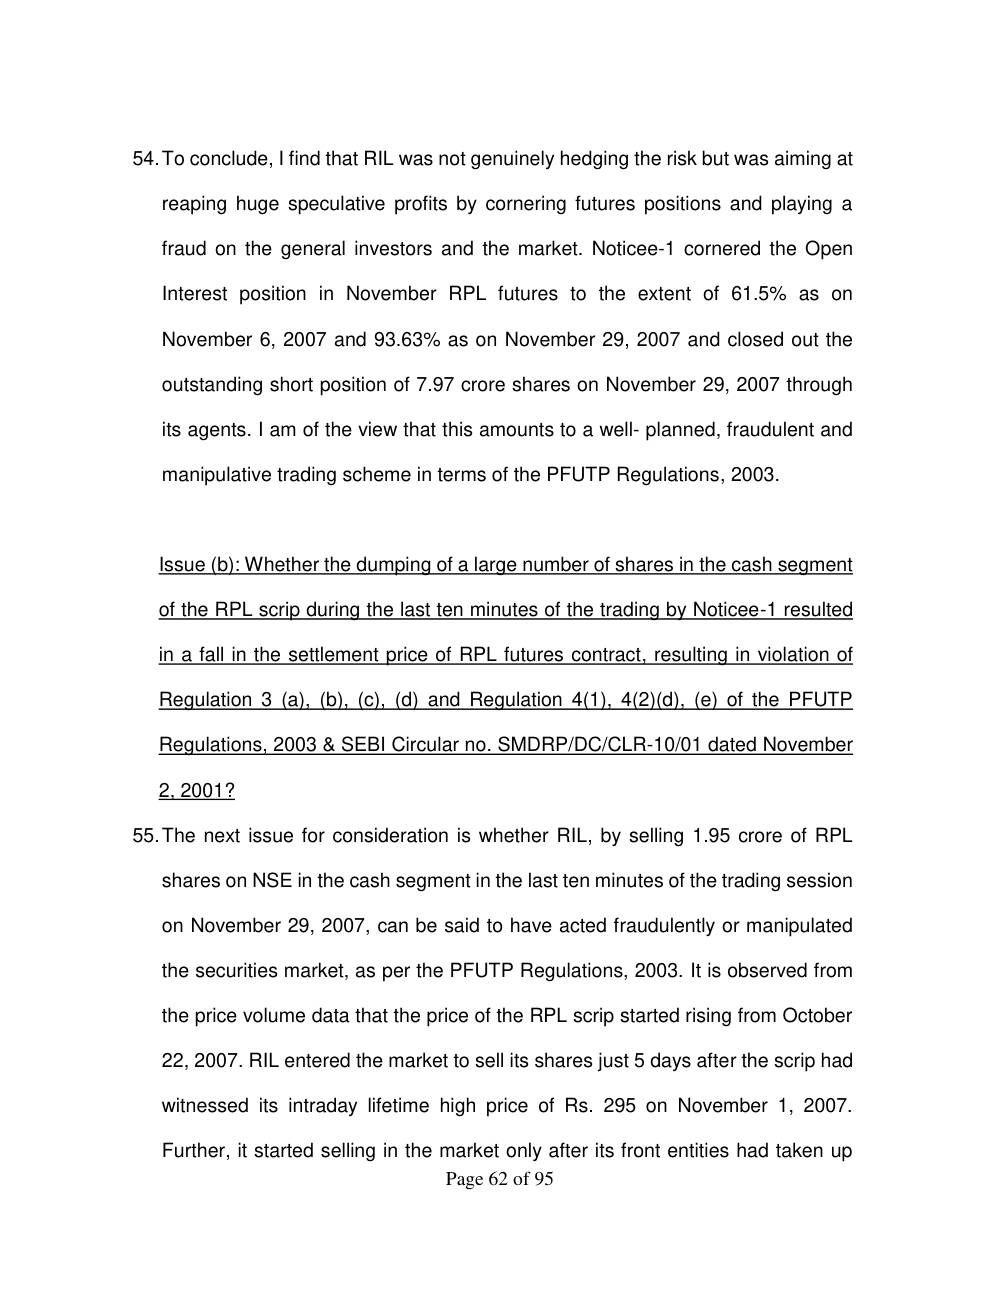 54. To conclude, I find that RIL was not genuinely hedging the risk but was aiming at
reaping huge speculative profits by cornering futures positions and playing a
fraud on the general investors and the market. Noticee-1 cornered the Open
Interest position in November RPL futures to the extent of 61.5% as on
November 6, 2007 and 93.63% as on November 29, 2007 and closed out the
outstanding short position of 7.97 crore shares on November 29, 2007 through
its agents. I am of the view that this amounts to a well- planned, fraudulent and
manipulative trading scheme in terms of the PFUTP Regulations, 2003.
Issue (b): Whether the dumping of a large number of shares in the cash segment
of the RPL scrip during the last ten minutes of the trading by Noticee-1 resulted
in a fall in the settlement price of RPL futures contract, resulting in violation of
Regulation 3 (a), (b), (c), (d) and Regulation 4(1), 4(2)(d), (e) of the PFUTP
Regulations, 2003 & SEBI Circular no. SMDRP/DC/CLR-10/01 dated November
2, 2001?
55. The next issue for consideration is whether RIL, by selling 1.95 crore of RPL
shares on NSE in the cash segment in the last ten minutes of the trading session
on November 29, 2007, can be said to have acted fraudulently or manipulated
the securities market, as per the PFUTP Regulations, 2003. It is observed from
the price volume data that the price of the RPL scrip started rising from October
22, 2007. RIL entered the market to sell its shares just 5 days after the scrip had
witnessed its intraday lifetime high price of Rs. 295 on November 1, 2007.
Further, it started selling in the market only after its front entities had taken up
Page 62 of 95